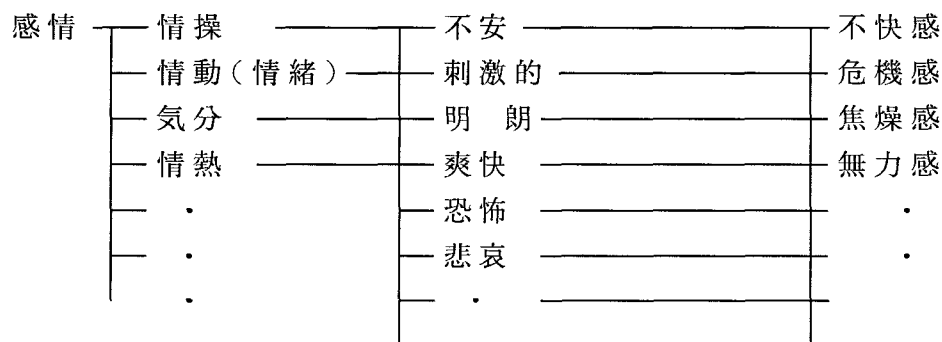 感情 情操 不安 不快感
情動(情緒) 刺激的 危機感
気分 明 朗 焦燥感
情熱 爽快 無力感
・ 恐怖 ・
・ 悲哀 ・
・ ・